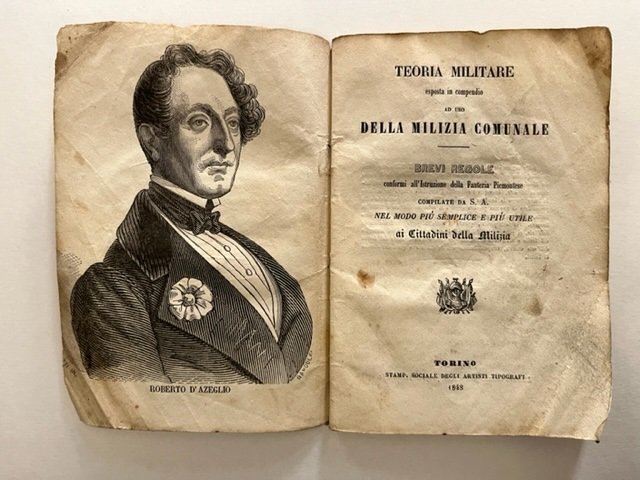 ROBERTO D'AZEGLIO
TEORIA MILITARE
esposta in compendio
AD USO
DELLA MILIZIA COMUNALE
BREVI REGOLE
conformi all'Istruzione della Fanteria Piemontese
COMPILATE DA S. A.
NEL MODO PIÙ SEMPLICE E PIÙ UTILE
ai Cittadini della Milizia
TORINO
STAMP. SOCIALE DEGLI ARTISTI TIPOGRAFI
1848